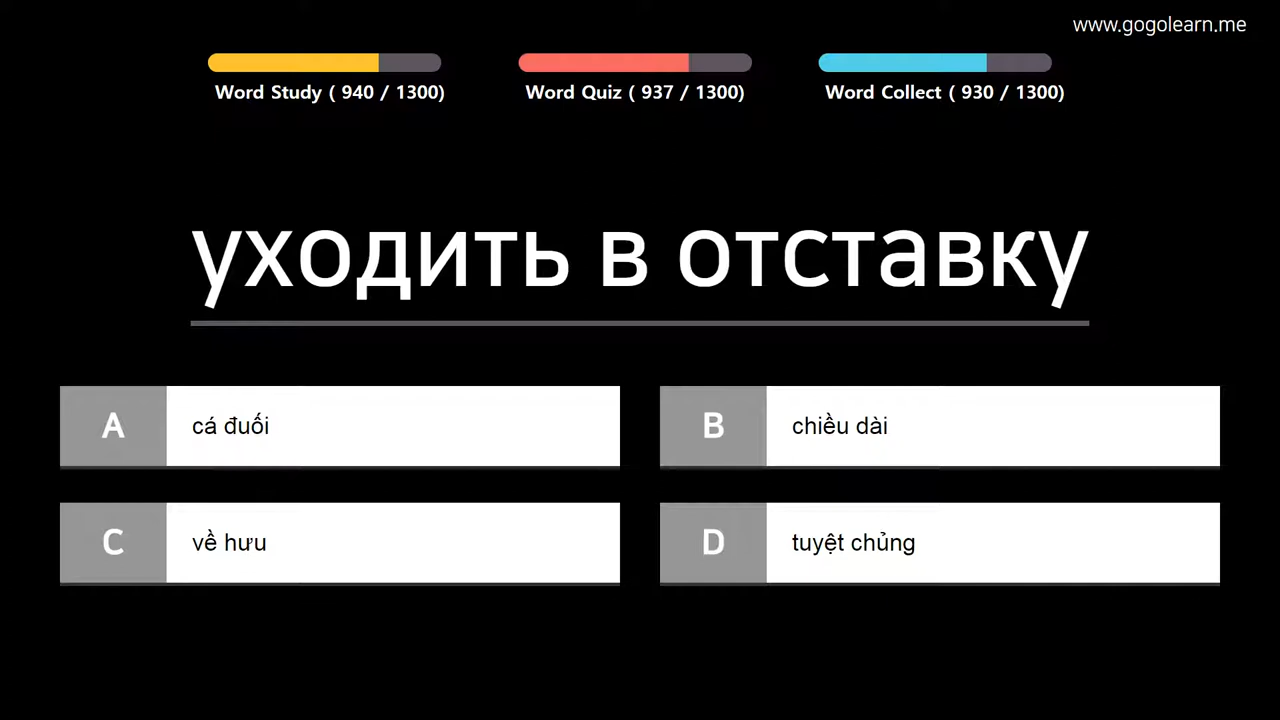 www.gogolearn.me
Word Study ( 940 / 1300)
Word Quiz ( 937 / 1300)
Word Collect ( 930 / 1300)
уходить в отставку
A cá đuối
B chiều dài
C về hưu
D tuyệt chủng